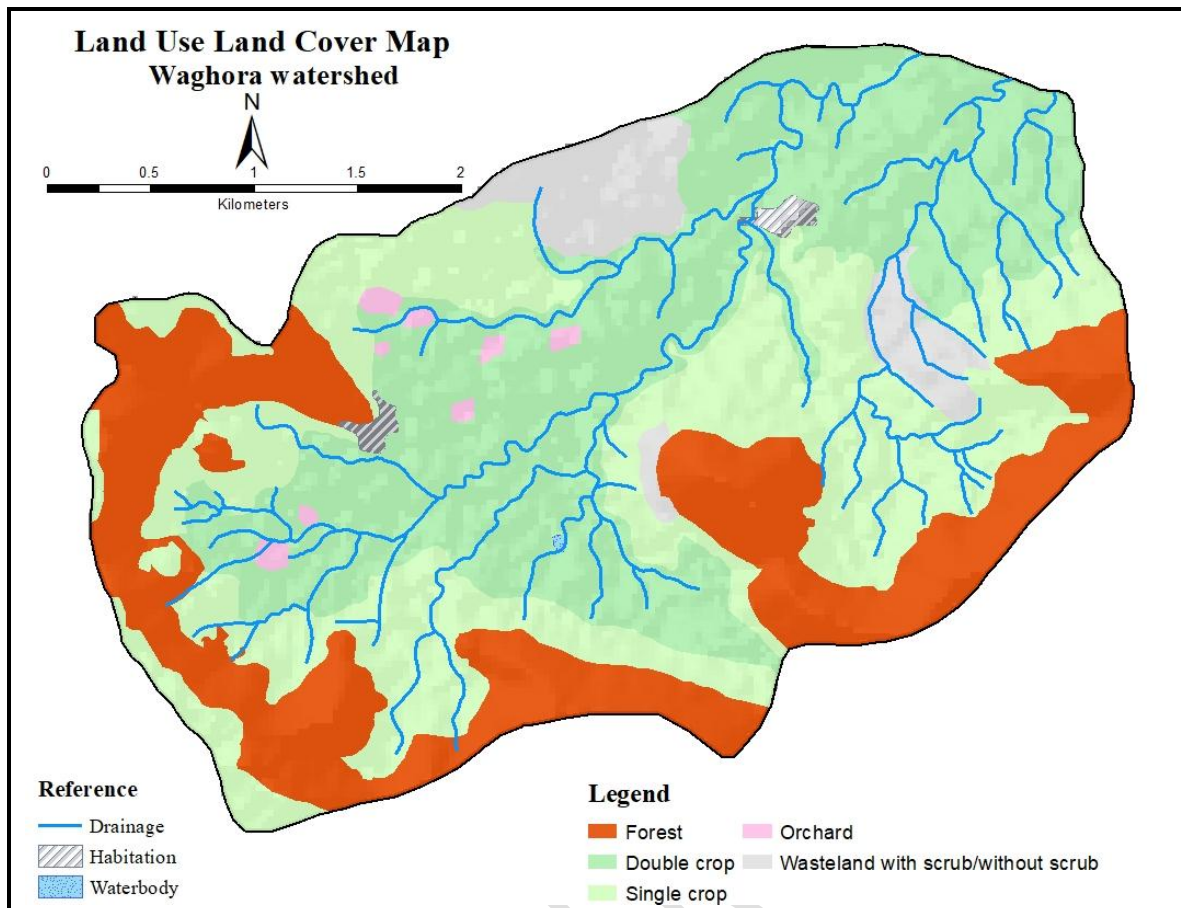 Land Use Land Cover Map
Waghora watershed
N
0 0.5 1 1.5 2
Kilometers
Reference
Drainage
Habitation
Waterbody
Legend
Forest Orchard
Double crop Wasteland with scrub/without scrub
Single crop